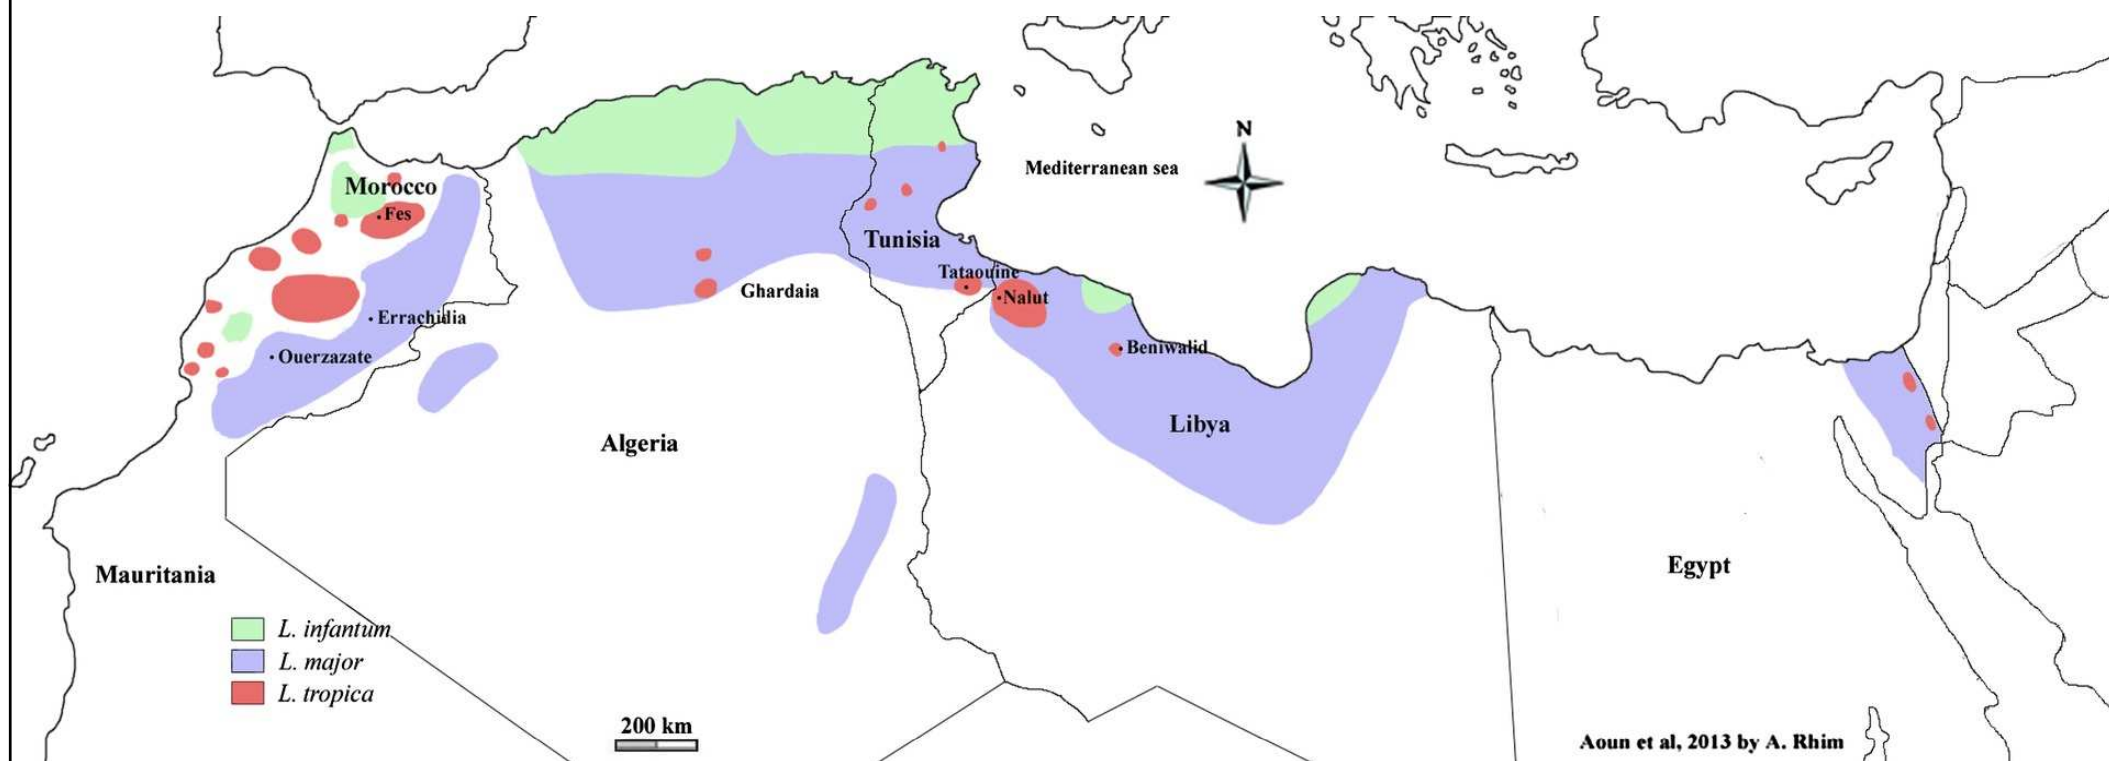 N
Mediterranean sea
Morocco
Fes
Tunisia
Tataouine
Nalut
Ghardaia
Errachidia
Beniwalid
Ouerzazate
Libya
Algeria
Egypt
Mauritania
L. infantum
L. major
L. tropica
200 km
Aoun et al, 2013 by A. Rhim